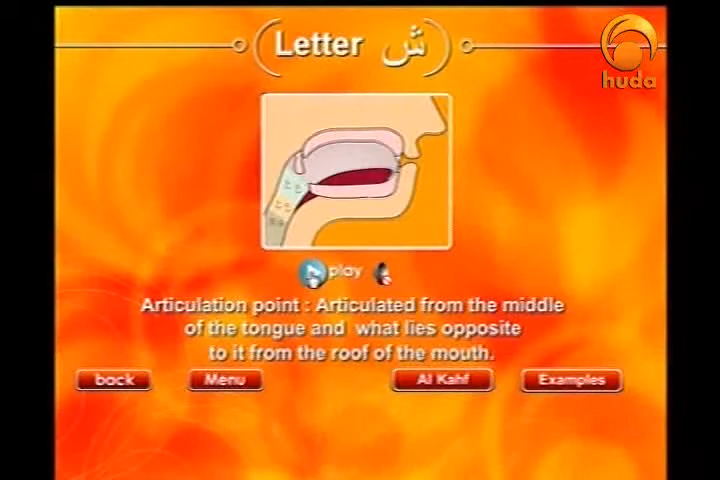 Letter ش
huda
play
Articulation point : Articulated from the middle
of the tongue and what lies opposite
to it from the roof of the mouth.
back
Menu
Al Kahf
Examples